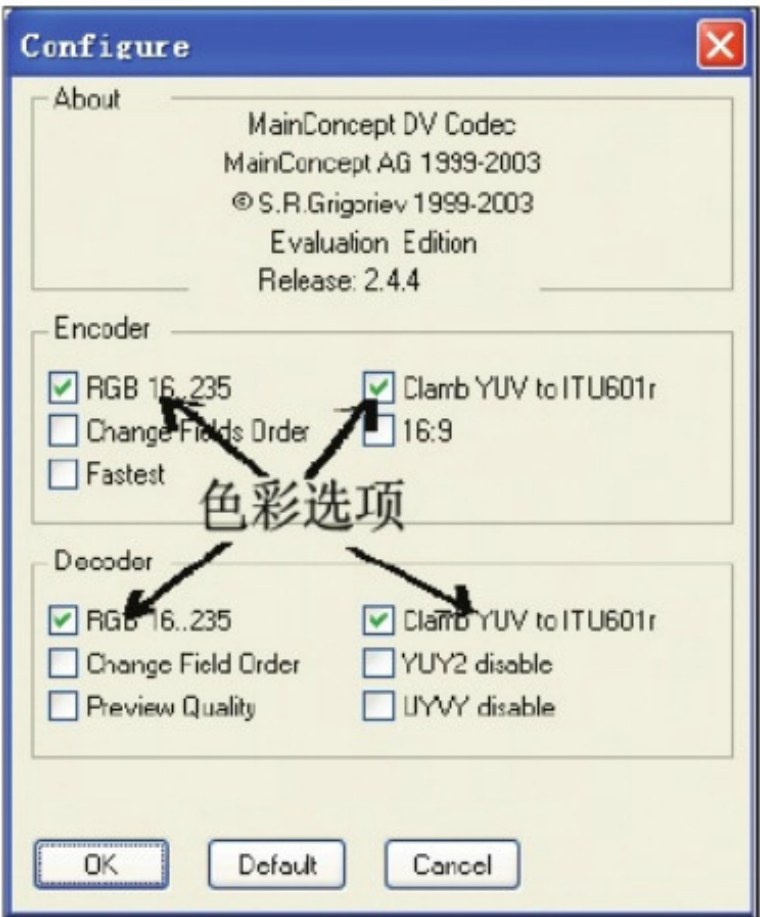 Configure
About
MainConcept DV Codec
MainConcept AG 1999-2003
© S.R.Grigoriev 1999-2003
Evaluation Edition
Release: 2.4.4
Encoder
RGB 16..235
Clamb YUV to ITU601r
Change Fields Order
16:9
Fastest
色彩选项
Decoder
RGB 16..235
Clamb YUV to ITU601r
Change Field Order
YUY2 disable
Preview Quality
UYVY disable
OK
Default
Cancel